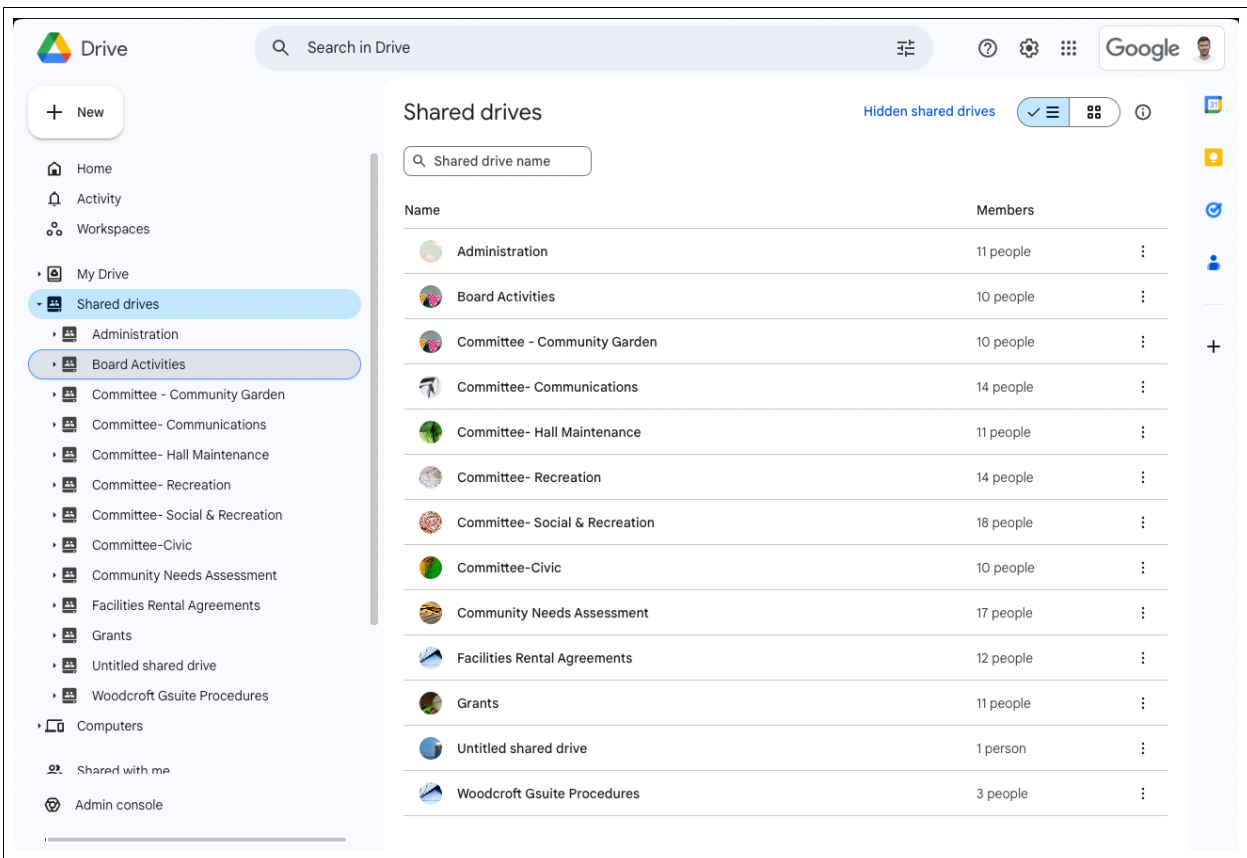 Drive
Search in Drive
Google
New
Home
Activity
Workspaces
My Drive
Shared drives
Administration
Board Activities
Committee - Community Garden
Committee- Communications
Committee- Hall Maintenance
Committee- Recreation
Committee- Social & Recreation
Committee-Civic
Community Needs Assessment
Facilities Rental Agreements
Grants
Untitled shared drive
Woodcroft Gsuite Procedures
Computers
Shared with me
Admin console
Shared drives
Hidden shared drives
Shared drive name
Name Members
Administration 11 people
Board Activities 10 people
Committee - Community Garden 10 people
Committee- Communications 14 people
Committee- Hall Maintenance 11 people
Committee- Recreation 14 people
Committee- Social & Recreation 18 people
Committee-Civic 10 people
Community Needs Assessment 17 people
Facilities Rental Agreements 12 people
Grants 11 people
Untitled shared drive 1 person
Woodcroft Gsuite Procedures 3 people
31